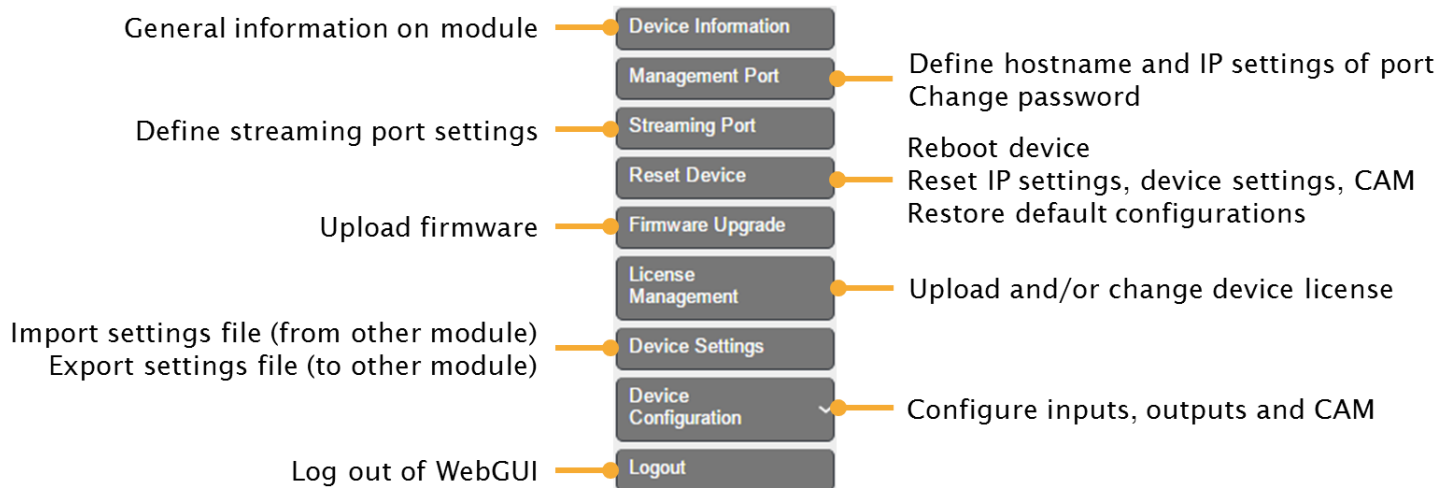 General information on module
Device Information
Management Port
Define hostname and IP settings of port
Change password
Define streaming port settings
Streaming Port
Reset Device
Reboot device
Reset IP settings, device settings, CAM
Restore default configurations
Upload firmware
Firmware Upgrade
License
Management
Upload and/or change device license
Import settings file (from other module)
Export settings file (to other module)
Device Settings
Device
Configuration
Configure inputs, outputs and CAM
Log out of WebGUI
Logout